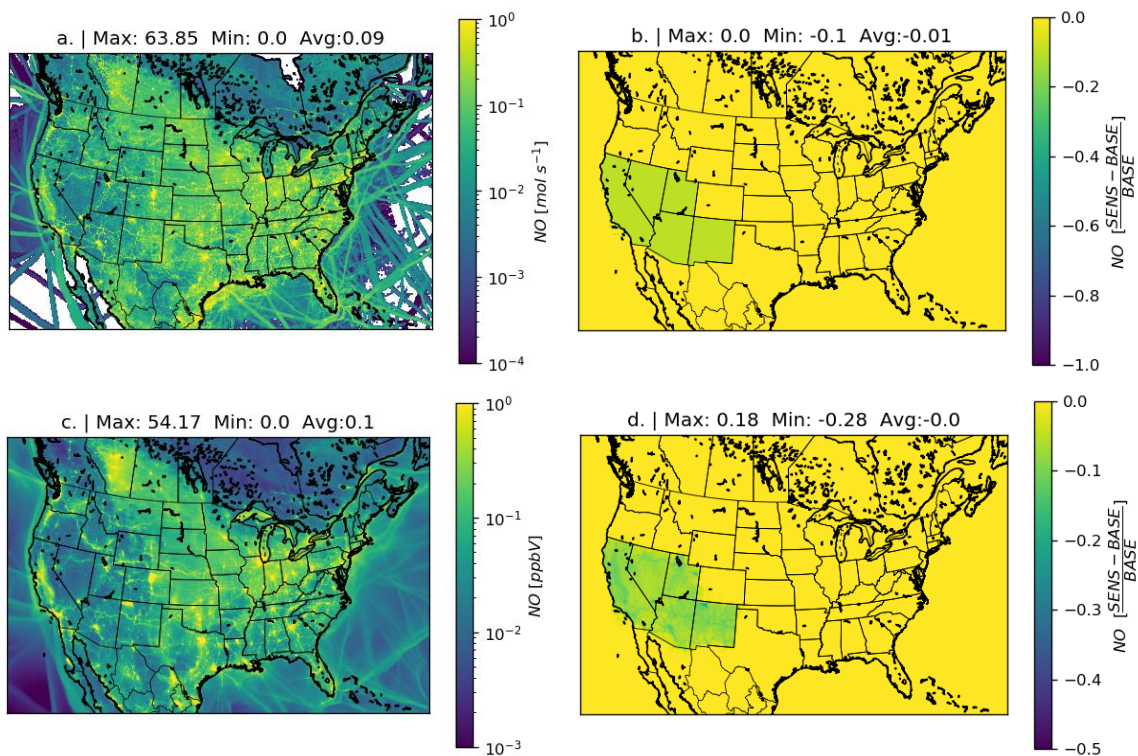 a. | Max: 63.85 Min: 0.0 Avg:0.09
10⁰
10⁻¹
10⁻²
10⁻³
10⁻⁴
NO [mol s⁻¹]
b. | Max: 0.0 Min: -0.1 Avg:-0.01
0.0
−0.2
−0.4
−0.6
−0.8
−1.0
NO [SENS − BASE / BASE]
c. | Max: 54.17 Min: 0.0 Avg:0.1
10⁰
10⁻¹
10⁻²
10⁻³
NO [ppbV]
d. | Max: 0.18 Min: -0.28 Avg:-0.0
0.0
−0.1
−0.2
−0.3
−0.4
−0.5
NO [SENS − BASE / BASE]